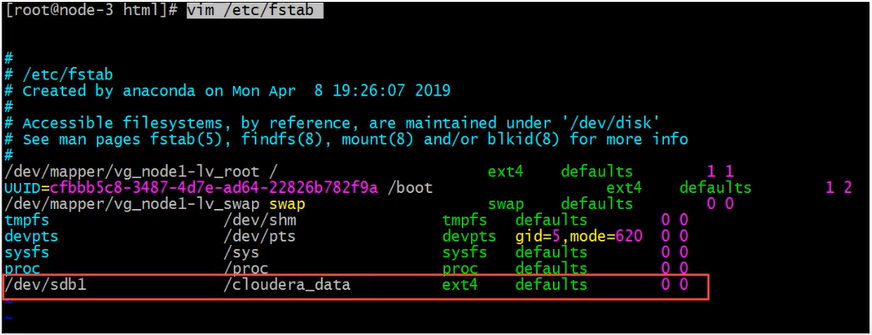 [root@node-3 html]# vim /etc/fstab
#
# /etc/fstab
# Created by anaconda on Mon Apr  8 19:26:07 2019
#
# Accessible filesystems, by reference, are maintained under '/dev/disk'
# See man pages fstab(5), findfs(8), mount(8) and/or blkid(8) for more info
#
/dev/mapper/vg_node1-lv_root /                       ext4    defaults        1 1
UUID=cfbbb5c8-3487-4d7e-ad64-22826b782f9a /boot                   ext4    defaults        1 2
/dev/mapper/vg_node1-lv_swap swap                    swap    defaults        0 0
tmpfs                   /dev/shm                tmpfs   defaults        0 0
devpts                  /dev/pts                devpts  gid=5,mode=620  0 0
sysfs                   /sys                    sysfs   defaults        0 0
proc                    /proc                   proc    defaults        0 0
/dev/sdb1               /cloudera_data          ext4    defaults        0 0
~
~